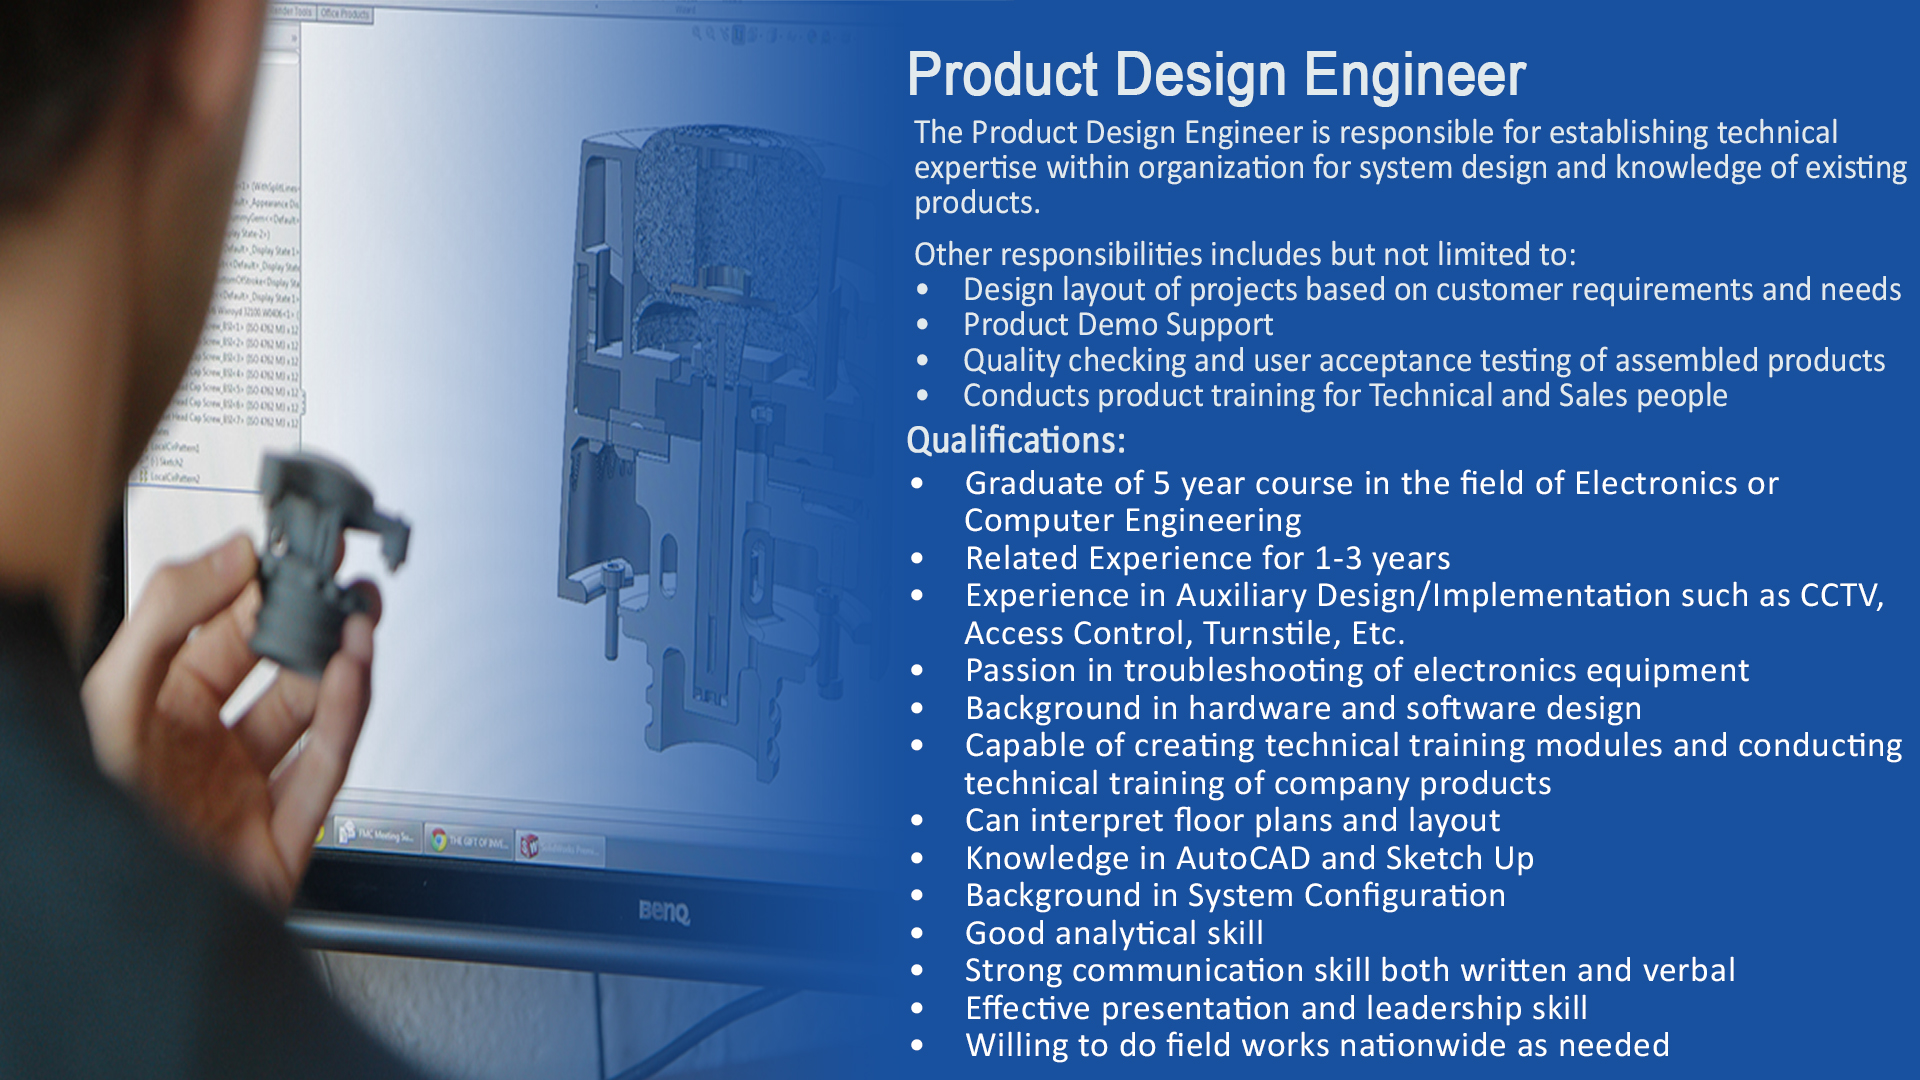 Office Products
Product Design Engineer
The Product Design Engineer is responsible for establishing technical
expertise within organization for system design and knowledge of existing
products.
Other responsibilities includes but not limited to:
• Design layout of projects based on customer requirements and needs
• Product Demo Support
• Quality checking and user acceptance testing of assembled products
• Conducts product training for Technical and Sales people
Qualifications:
• Graduate of 5 year course in the field of Electronics or
Computer Engineering
• Related Experience for 1-3 years
• Experience in Auxiliary Design/Implementation such as CCTV,
Access Control, Turnstile, Etc.
• Passion in troubleshooting of electronics equipment
• Background in hardware and software design
• Capable of creating technical training modules and conducting
technical training of company products
• Can interpret floor plans and layout
• Knowledge in AutoCAD and Sketch Up
• Background in System Configuration
• Good analytical skill
• Strong communication skill both written and verbal
• Effective presentation and leadership skill
• Willing to do field works nationwide as needed
FMC Meeting
THE GIFT OF
BenQ